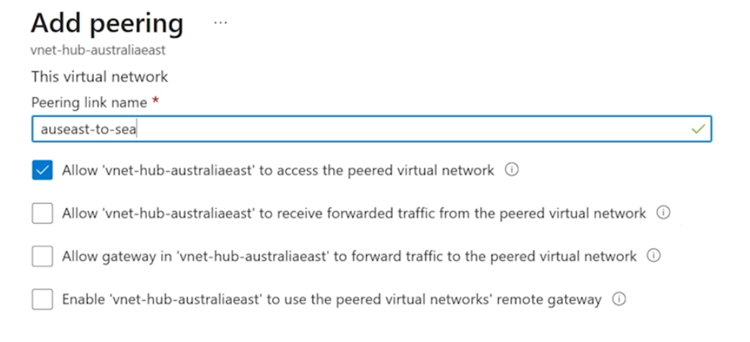 Add peering ...
vnet-hub-australiaeast
This virtual network
Peering link name *
auseast-to-sea
Allow 'vnet-hub-australiaeast' to access the peered virtual network
Allow 'vnet-hub-australiaeast' to receive forwarded traffic from the peered virtual network
Allow gateway in 'vnet-hub-australiaeast' to forward traffic to the peered virtual network
Enable 'vnet-hub-australiaeast' to use the peered virtual networks' remote gateway